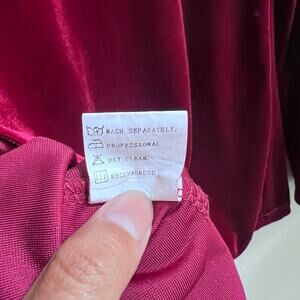 WASH SEPARATELY.
PROFESSIONAL
DRY CLEAN.
RECOMMENDED.